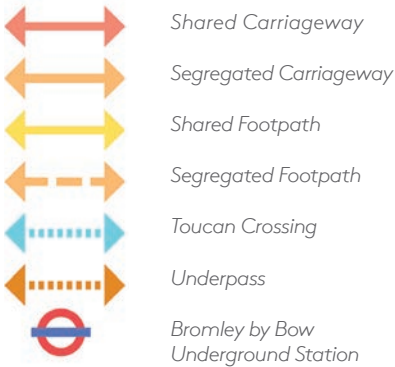 Shared Carriageway
Segregated Carriageway
Shared Footpath
Segregated Footpath
Toucan Crossing
Underpass
Bromley by Bow
Underground Station